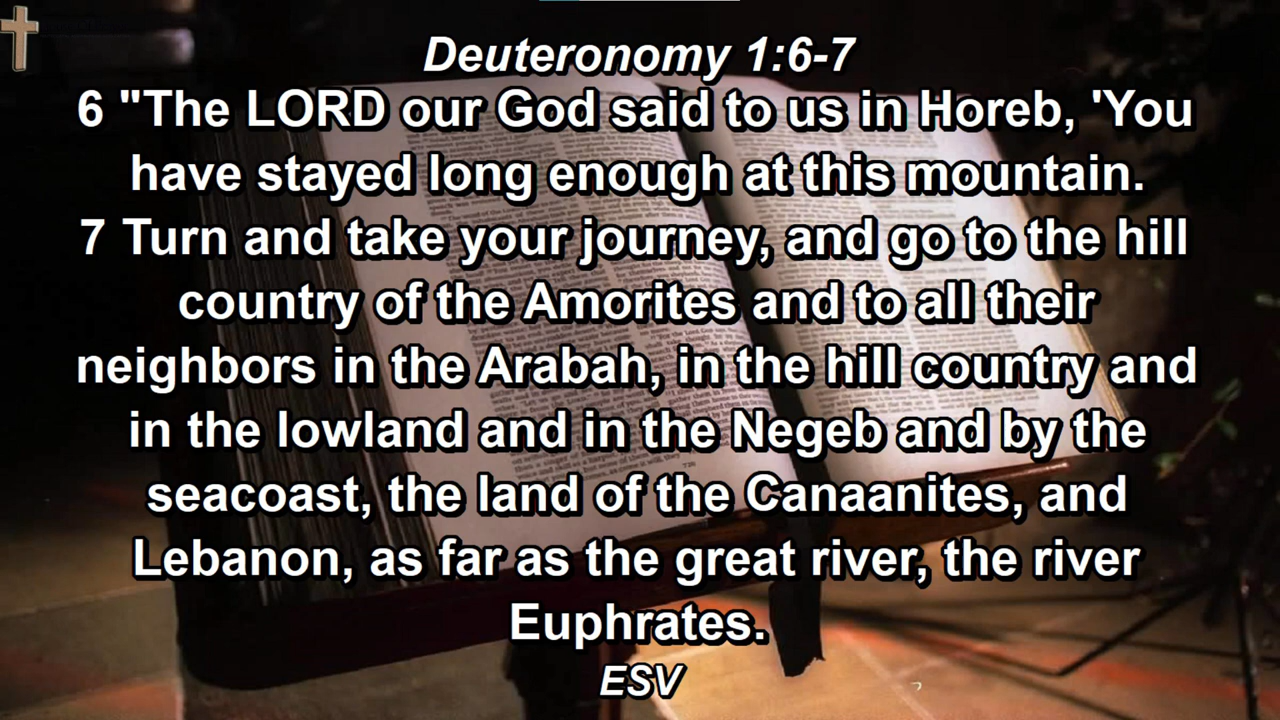 Deuteronomy 1:6-7
6 "The LORD our God said to us in Horeb, 'You
have stayed long enough at this mountain.
7 Turn and take your journey, and go to the hill
country of the Amorites and to all their
neighbors in the Arabah, in the hill country and
in the lowland and in the Negeb and by the
seacoast, the land of the Canaanites, and
Lebanon, as far as the great river, the river
Euphrates.
ESV